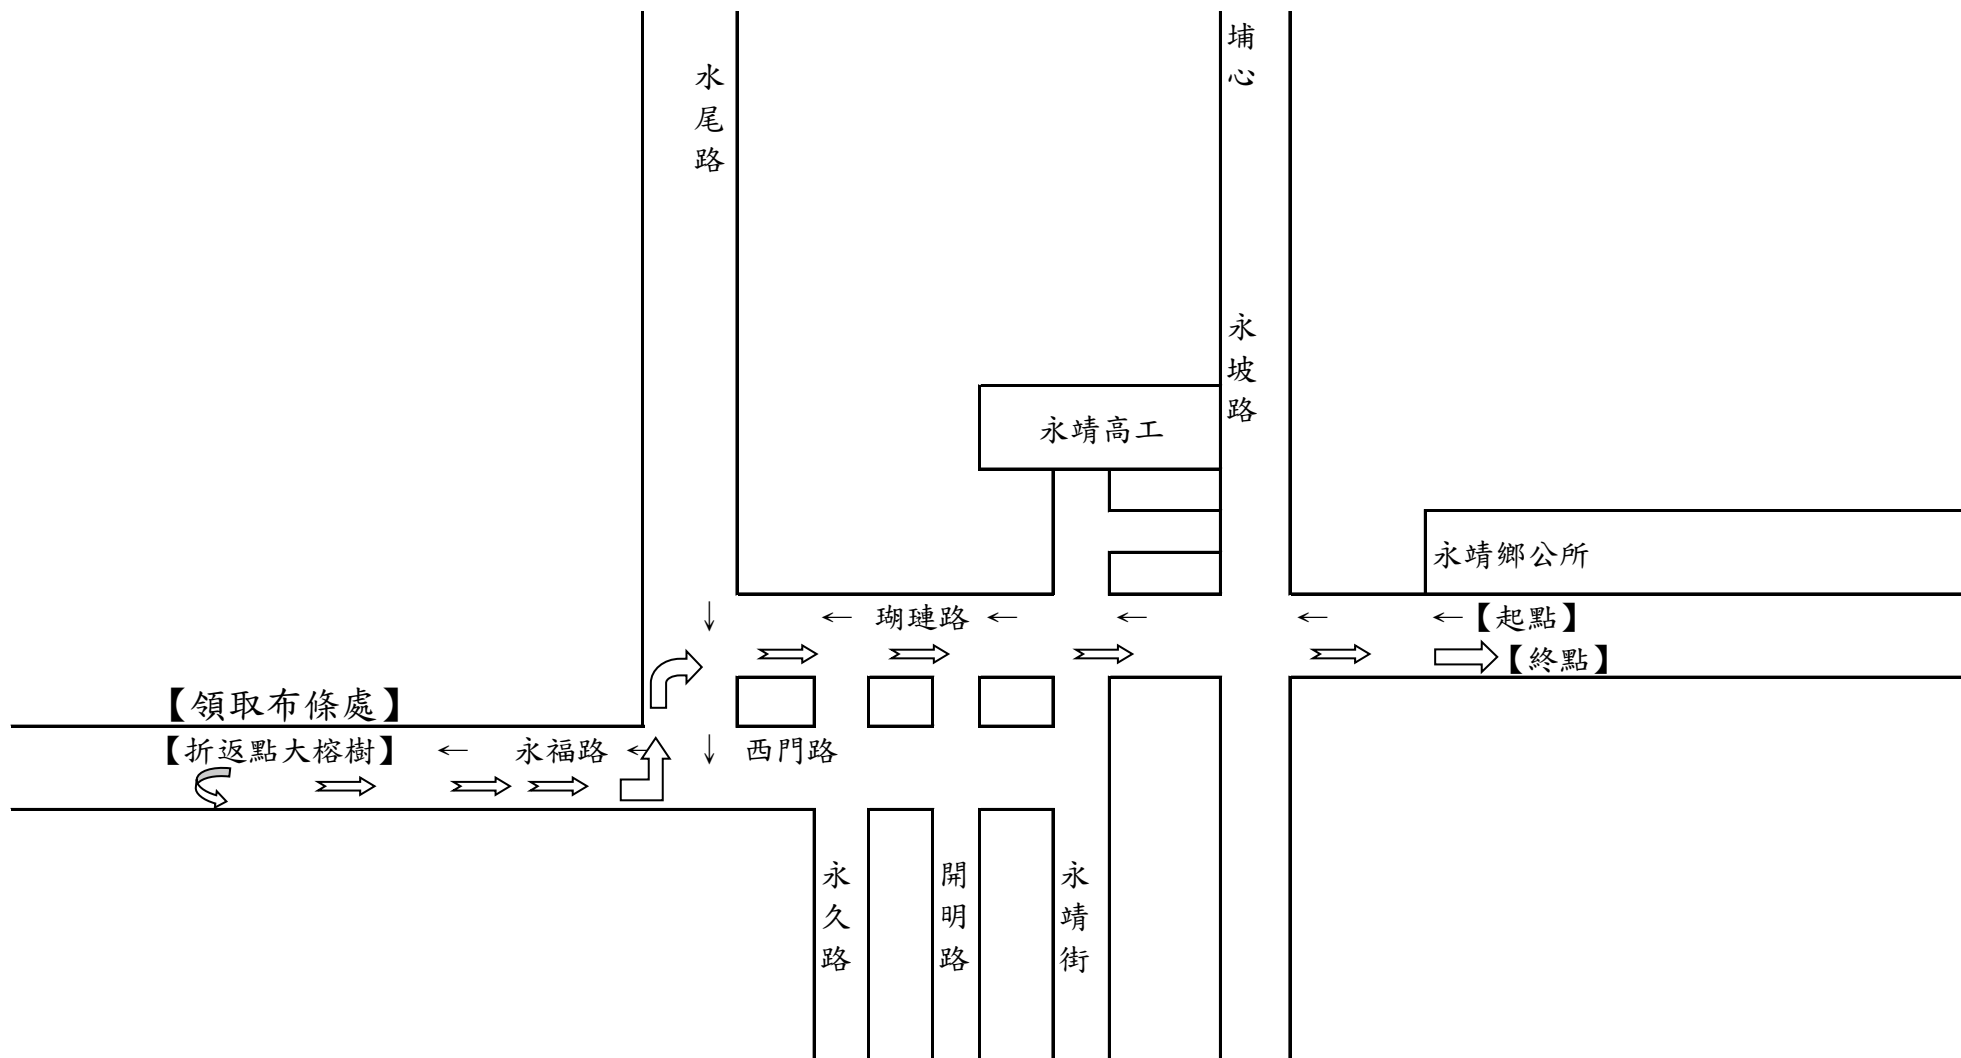 埔心
水尾路
永坡路
永靖高工
永靖鄉公所
← 瑚璉路 ← ← ← ←【起點】
【終點】
【領取布條處】
【折返點大榕樹】 ← 永福路 ← ↓ 西門路
永久路
開明路
永靖街